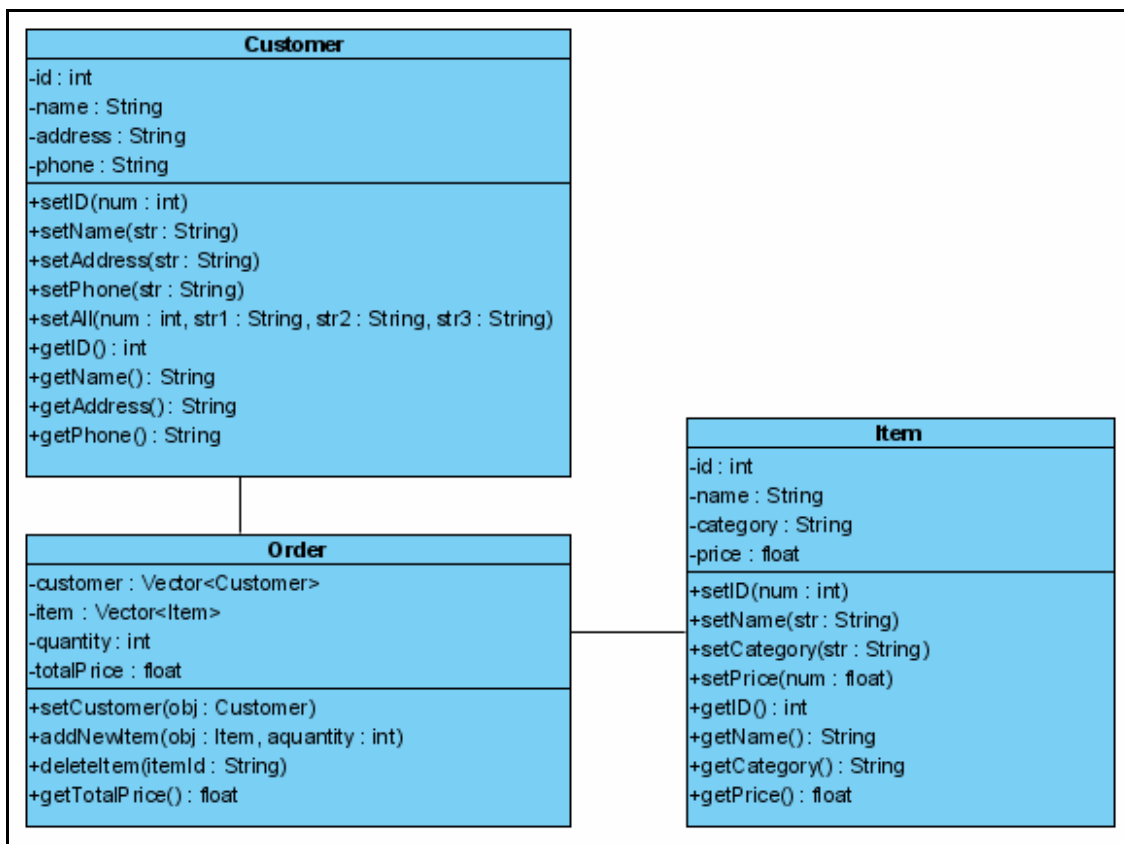 Customer
-id : int
-name : String
-address : String
-phone : String
+setID(num : int)
+setName(str : String)
+setAddress(str : String)
+setPhone(str : String)
+setAll(num : int, str1 : String, str2 : String, str3 : String)
+getID() : int
+getName() : String
+getAddress() : String
+getPhone() : String
Order
-customer : Vector<Customer>
-item : Vector<Item>
-quantity : int
-totalPrice : float
+setCustomer(obj : Customer)
+addNewItem(obj : Item, aquantity : int)
+deleteItem(itemId : String)
+getTotalPrice() : float
Item
-id : int
-name : String
-category : String
-price : float
+setID(num : int)
+setName(str : String)
+setCategory(str : String)
+setPrice(num : float)
+getID() : int
+getName() : String
+getCategory() : String
+getPrice() : float